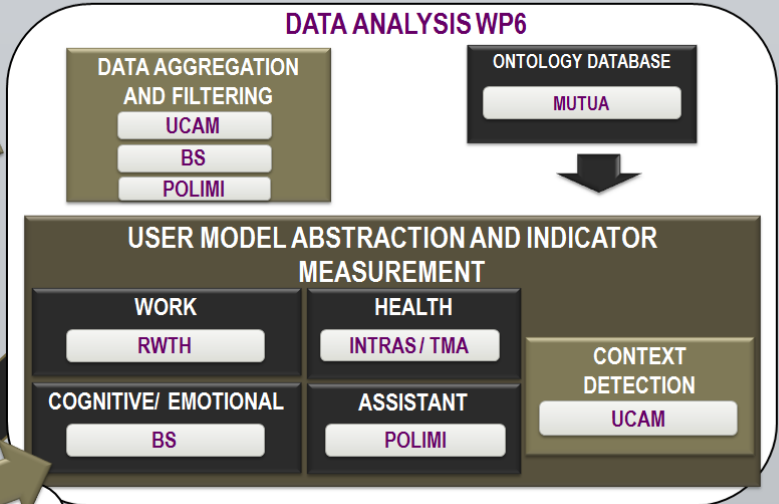 DATA ANALYSIS WP6
DATA AGGREGATION
AND FILTERING
UCAM
BS
POLIMI
ONTOLOGY DATABASE
MUTUA
USER MODEL ABSTRACTION AND INDICATOR
MEASUREMENT
WORK
RWTH
HEALTH
INTRAS / TMA
COGNITIVE/ EMOTIONAL
BS
ASSISTANT
POLIMI
CONTEXT
DETECTION
UCAM